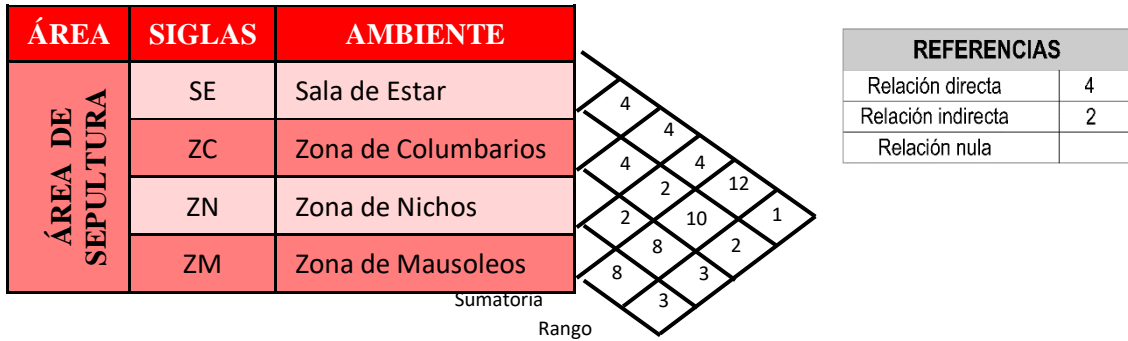 ÁREA SIGLAS AMBIENTE
ÁREA DE
SEPULTURA
SE Sala de Estar
ZC Zona de Columbarios
ZN Zona de Nichos
ZM Zona de Mausoleos
Sumatoria
Rango
4
4
4 4
2 12
2 10 1
8 2
8 3
3
REFERENCIAS
Relación directa 4
Relación indirecta 2
Relación nula